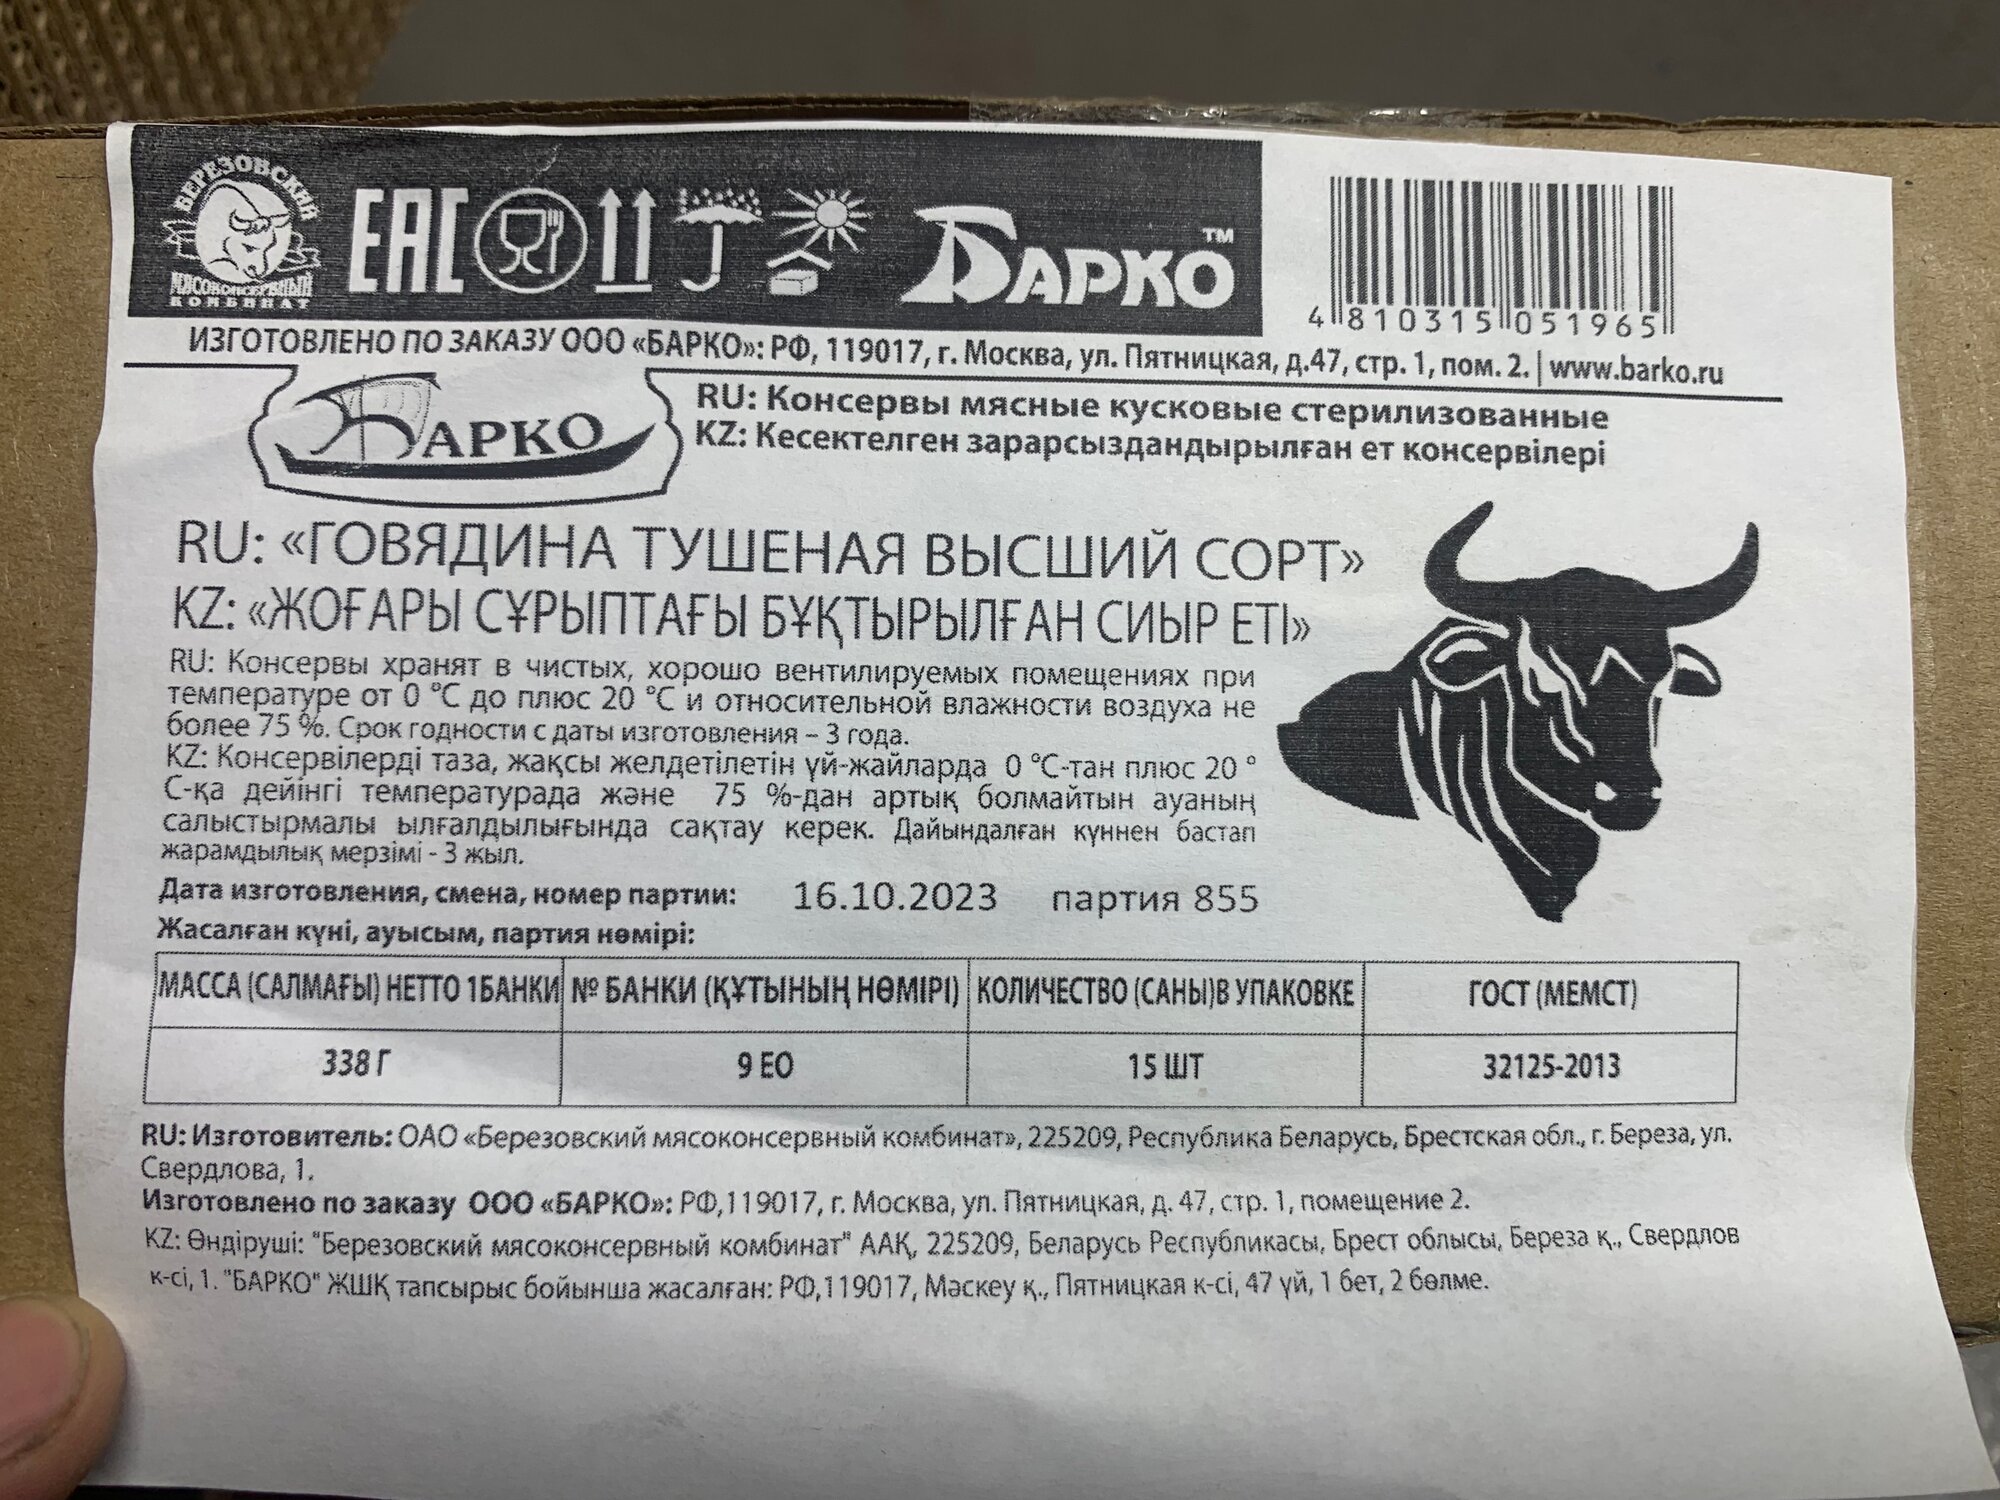 БЕРЕЗОВСКИЙ
МЯСОКОНСЕРВНЫЙ
КОМБИНАТ
EAC
БАРКО™
4 810315 051965
ИЗГОТОВЛЕНО ПО ЗАКАЗУ ООО «БАРКО»: РФ, 119017, г. Москва, ул. Пятницкая, д.47, стр. 1, пом. 2. | www.barko.ru
БАРКО
RU: Консервы мясные кусковые стерилизованные
KZ: Кесектелген зарарсыздандырылған ет консервілері
RU: «ГОВЯДИНА ТУШЕНАЯ ВЫСШИЙ СОРТ»
KZ: «ЖОҒАРЫ СҰРЫПТАҒЫ БҰҚТЫРЫЛҒАН СИЫР ЕТІ»
RU: Консервы хранят в чистых, хорошо вентилируемых помещениях при
температуре от 0 °С до плюс 20 °С и относительной влажности воздуха не
более 75 %. Срок годности с даты изготовления – 3 года.
KZ: Консервілерді таза, жақсы желдетілетін үй-жайларда 0 °С-тан плюс 20 °
С-қа дейінгі температурада және 75 %-дан артық болмайтын ауаның
салыстырмалы ылғалдылығында сақтау керек. Дайындалған күннен бастап
жарамдылық мерзімі - 3 жыл.
Дата изготовления, смена, номер партии: 16.10.2023 партия 855
Жасалған күні, ауысым, партия нөмірі:
МАССА (САЛМАҒЫ) НЕТТО 1БАНКИ № БАНКИ (ҚҰТЫНЫҢ НӨМІРІ) КОЛИЧЕСТВО (САНЫ)В УПАКОВКЕ ГОСТ (МЕМСТ)
338 Г 9 ЕО 15 ШТ 32125-2013
RU: Изготовитель: ОАО «Березовский мясоконсервный комбинат», 225209, Республика Беларусь, Брестская обл., г. Береза, ул.
Свердлова, 1.
Изготовлено по заказу ООО «БАРКО»: РФ,119017, г. Москва, ул. Пятницкая, д. 47, стр. 1, помещение 2.
KZ: Өндіруші: "Березовский мясоконсервный комбинат" ААҚ, 225209, Беларусь Республикасы, Брест облысы, Береза қ., Свердлов
к-сі, 1. "БАРКО" ЖШҚ тапсырыс бойынша жасалған: РФ,119017, Мәскеу қ., Пятницкая к-сі, 47 үй, 1 бет, 2 бөлме.